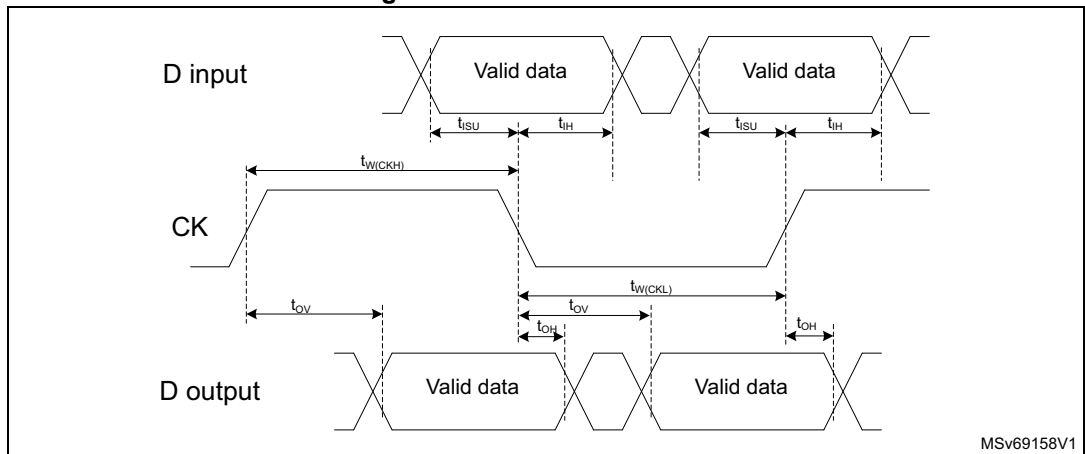 D input
Valid data
Valid data
tISU
tIH
tISU
tIH
tW(CKH)
CK
tW(CKL)
tOV
tOV
tOH
tOH
D output
Valid data
Valid data
MSv69158V1